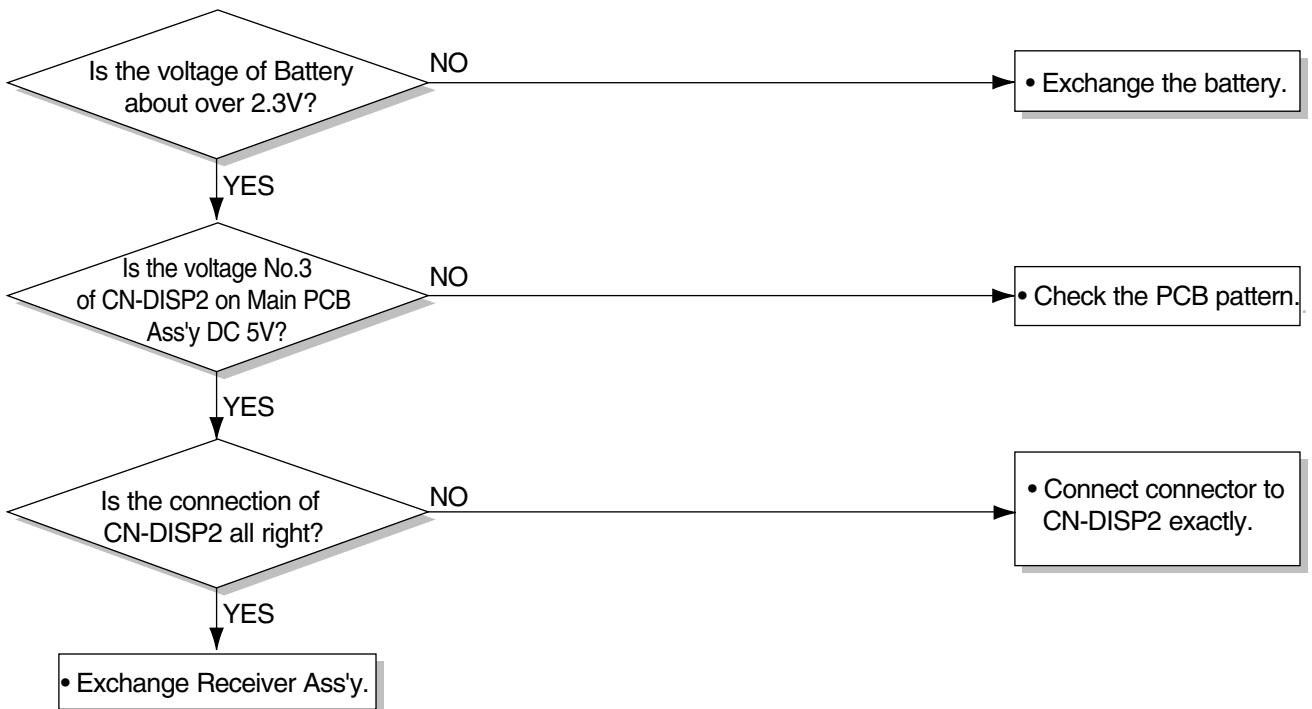 Is the voltage of Battery
about over 2.3V?
NO
• Exchange the battery.
YES
Is the voltage No.3
of CN-DISP2 on Main PCB
Ass'y DC 5V?
NO
• Check the PCB pattern.
YES
Is the connection of
CN-DISP2 all right?
NO
• Connect connector to
CN-DISP2 exactly.
YES
• Exchange Receiver Ass'y.